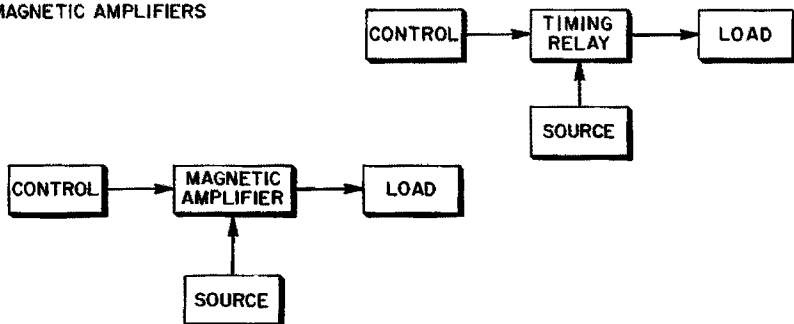 MAGNETIC AMPLIFIERS
CONTROL
TIMING
RELAY
LOAD
SOURCE
CONTROL
MAGNETIC
AMPLIFIER
LOAD
SOURCE